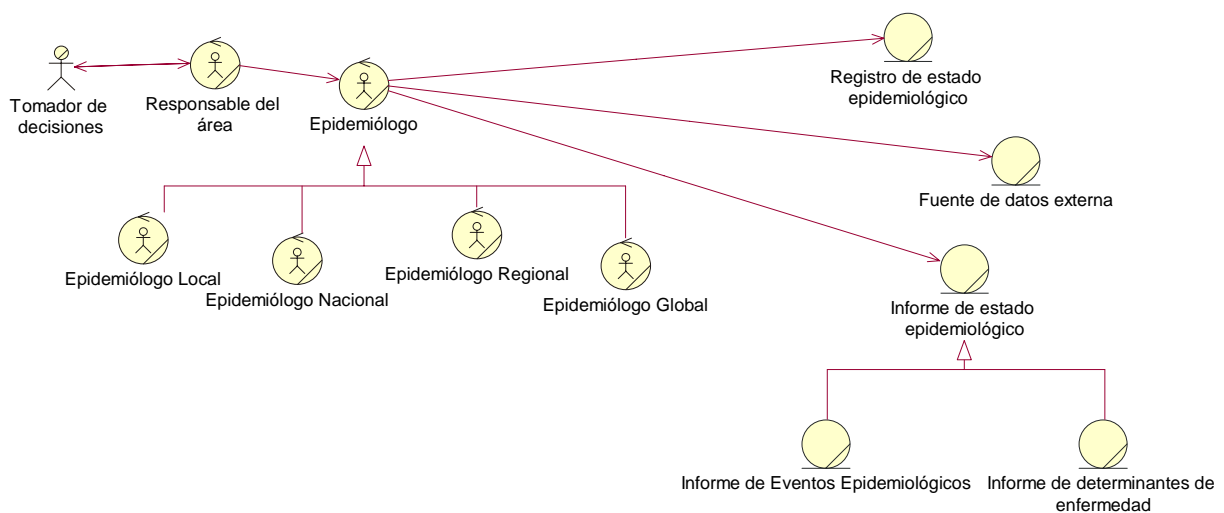 Tomador de
decisiones
Responsable del
área
Epidemiólogo
Registro de estado
epidemiológico
Fuente de datos externa
Epidemiólogo Local
Epidemiólogo Nacional
Epidemiólogo Regional
Epidemiólogo Global
Informe de estado
epidemiológico
Informe de Eventos Epidemiológicos
Informe de determinantes de
enfermedad